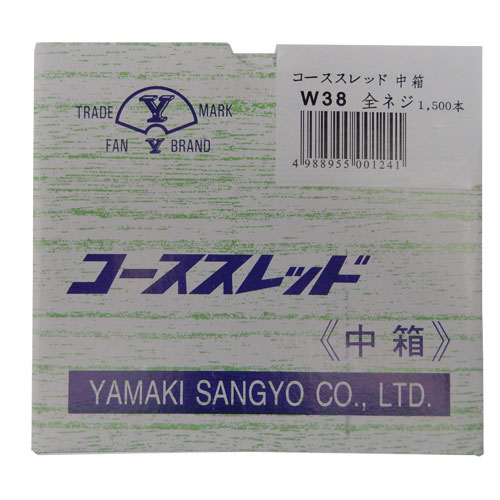 コーススレッド 中箱
W38 全ネジ 1,500本
4 988955 001241
TRADE Y MARK
FAN Y BRAND
コーススレッド
《中箱》
YAMAKI SANGYO CO., LTD.